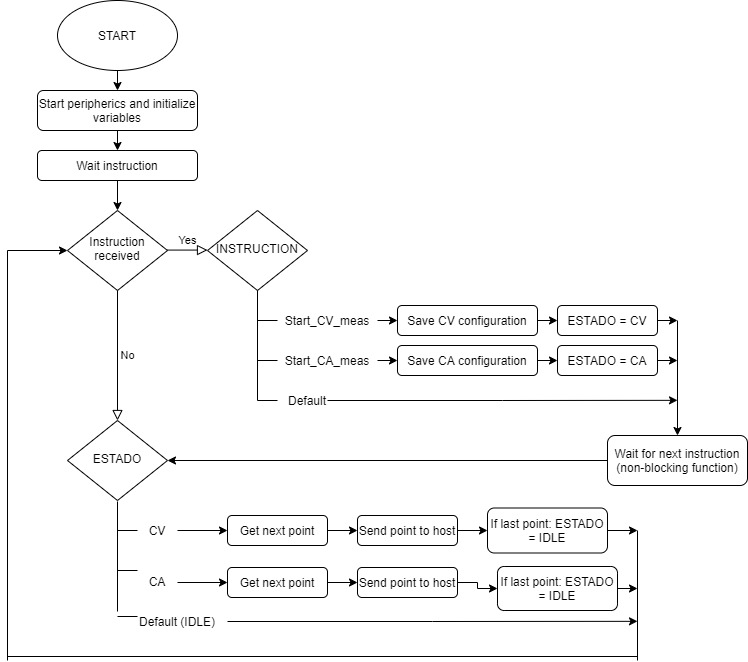 START
Start peripherics and initialize
variables
Wait instruction
Instruction
received
Yes
INSTRUCTION
Start_CV_meas
Save CV configuration
ESTADO = CV
Start_CA_meas
Save CA configuration
ESTADO = CA
No
Default
Wait for next instruction
(non-blocking function)
ESTADO
CV
Get next point
Send point to host
If last point: ESTADO
= IDLE
CA
Get next point
Send point to host
If last point: ESTADO
= IDLE
Default (IDLE)